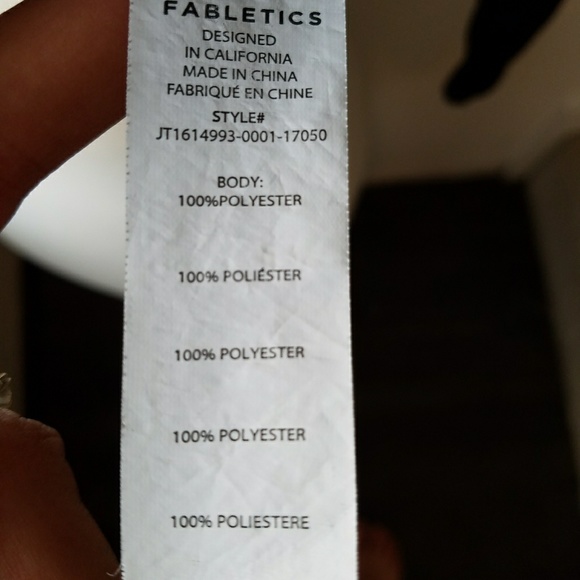 FABLETICS
DESIGNED
IN CALIFORNIA
MADE IN CHINA
FABRIQUÉ EN CHINE
STYLE#
JT1614993-0001-17050
BODY:
100%POLYESTER
100% POLIÉSTER
100% POLYESTER
100% POLYESTER
100% POLIESTERE